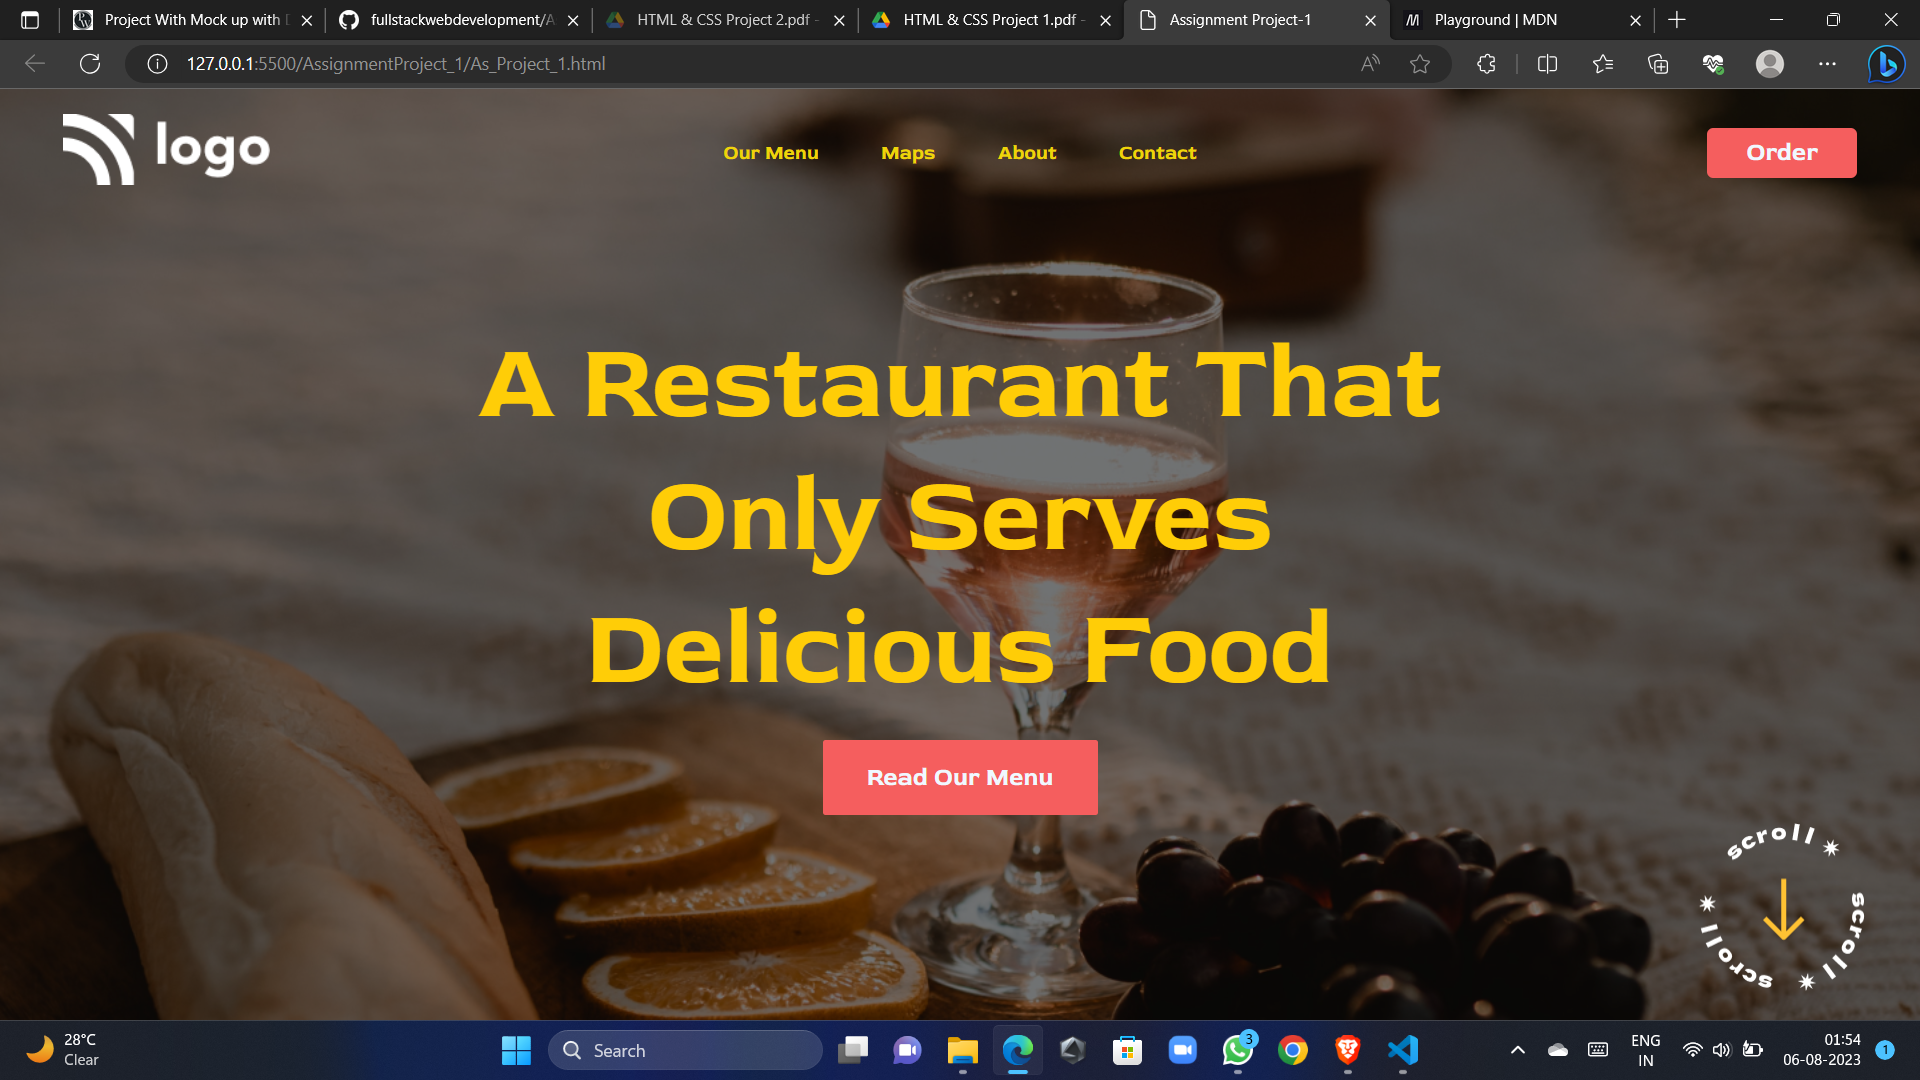 Project With Mock up with D
fullstackwebdevelopment/A
HTML & CSS Project 2.pdf -
HTML & CSS Project 1.pdf -
Assignment Project-1
Playground | MDN
127.0.0.1:5500/AssignmentProject_1/As_Project_1.html
logo
Our Menu
Maps
About
Contact
Order
A Restaurant That
Only Serves
Delicious Food
Read Our Menu
scroll
scroll
scroll
28°C
Clear
Search
3
ENG
IN
01:54
06-08-2023
1